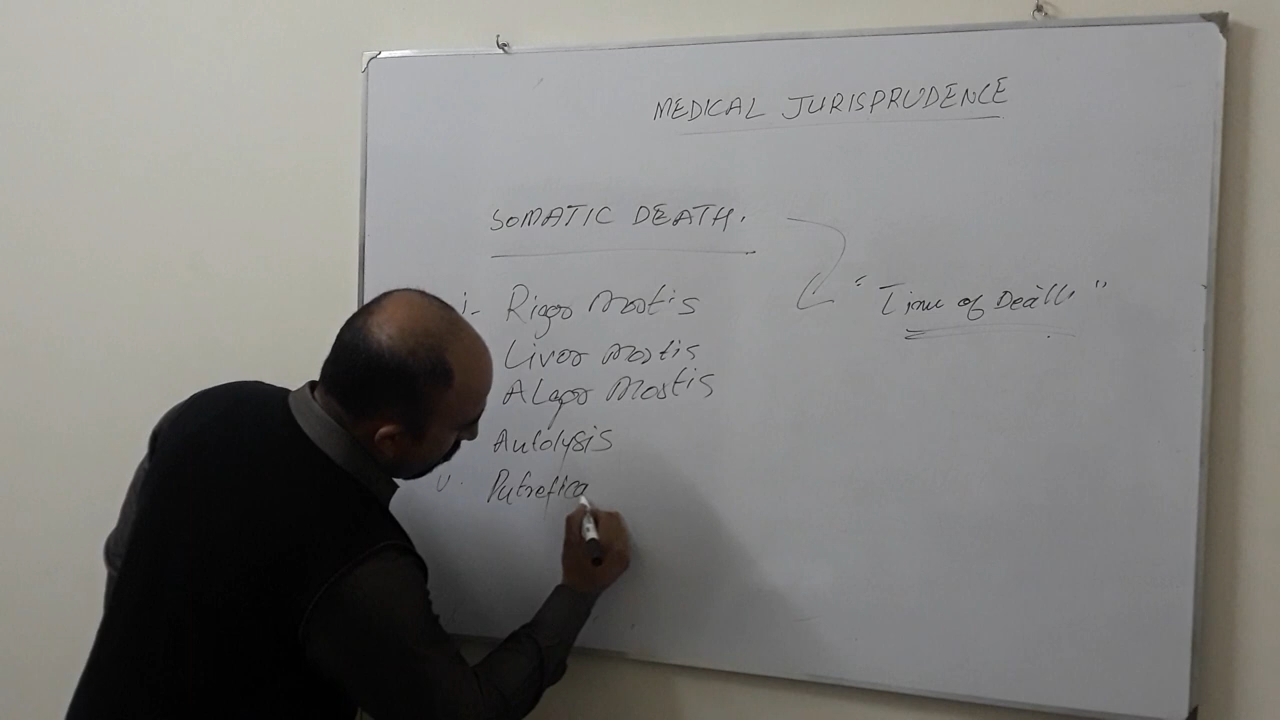 MEDICAL JURISPRUDENCE
SOMATIC DEATH.
"Time of Death"
i- Rigor Mortis
Livor Mortis
Algor Mortis
Autolysis
v. Putrefica